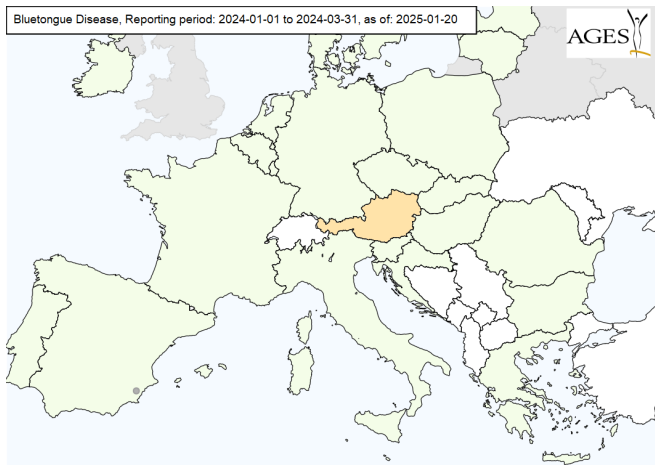 Bluetongue Disease, Reporting period: 2024-01-01 to 2024-03-31, as of: 2025-01-20
AGES